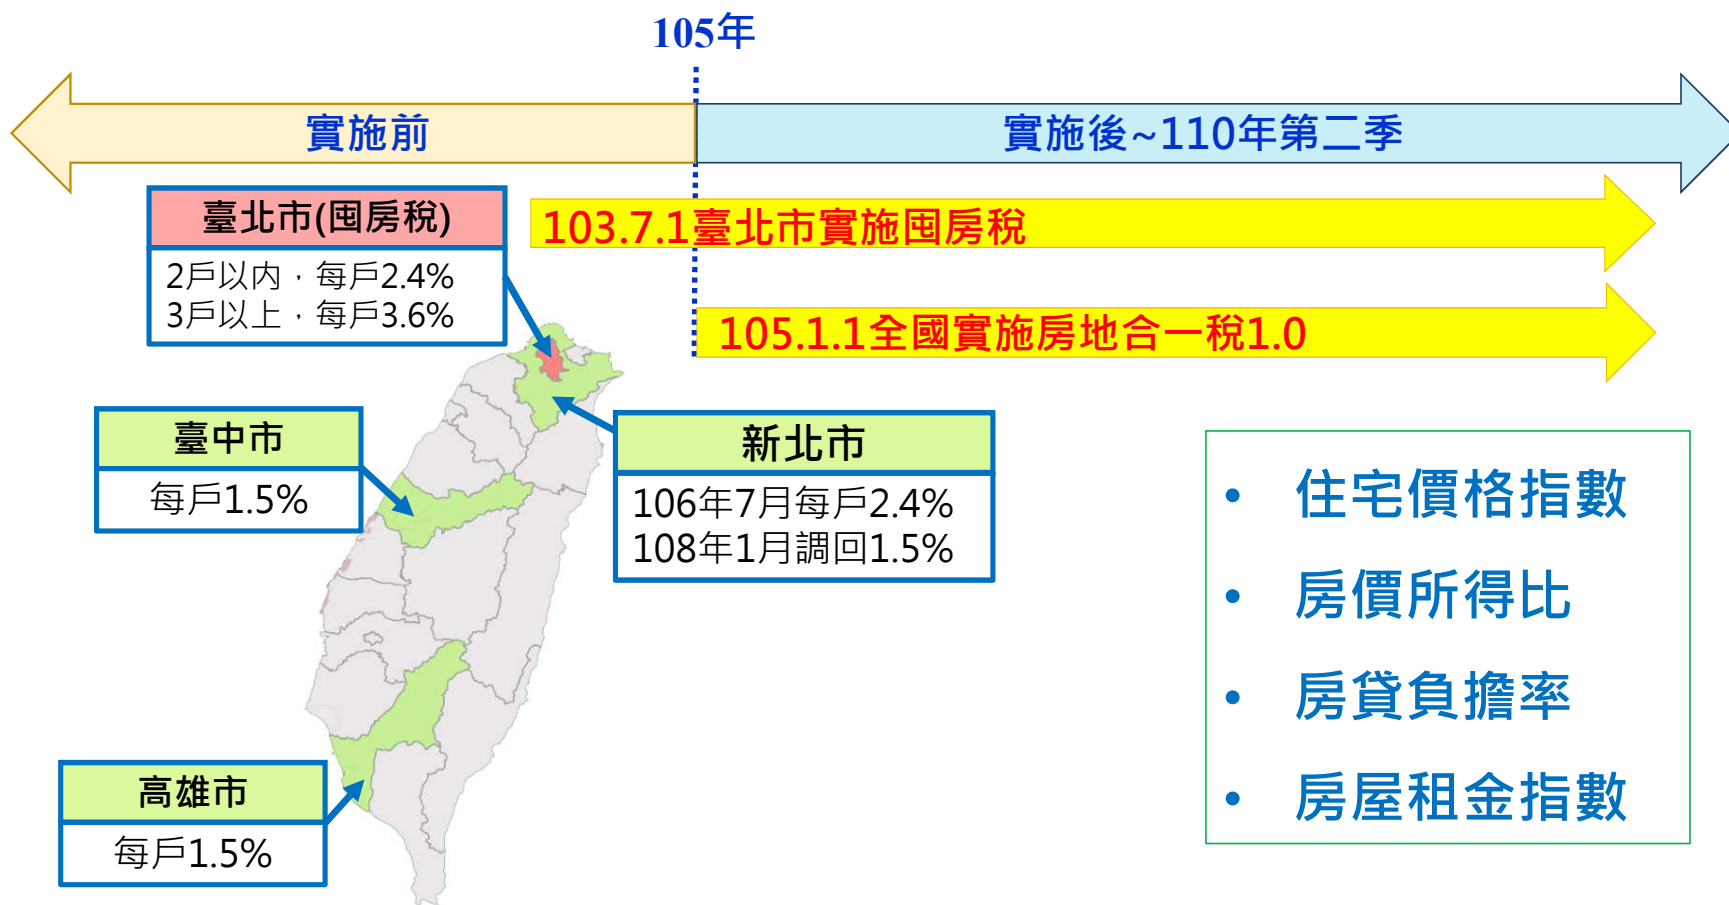 105年
實施前
實施後~110年第二季
臺北市(囤房稅)
2戶以內，每戶2.4%
3戶以上，每戶3.6%
103.7.1臺北市實施囤房稅
105.1.1全國實施房地合一稅1.0
臺中市
每戶1.5%
新北市
106年7月每戶2.4%
108年1月調回1.5%
高雄市
每戶1.5%
• 住宅價格指數
• 房價所得比
• 房貸負擔率
• 房屋租金指數